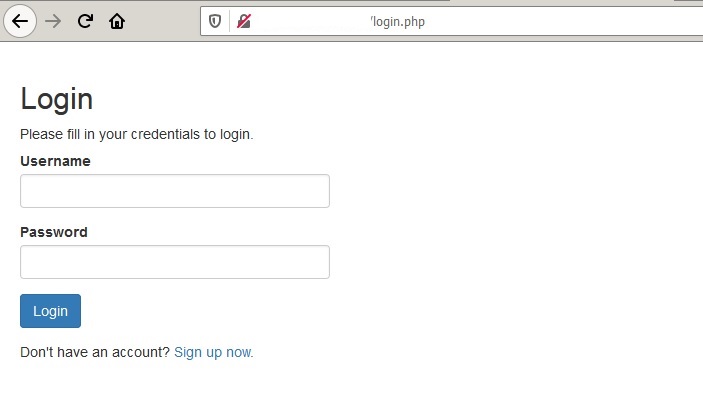 /login.php
Login
Please fill in your credentials to login.
Username
Password
Login
Don't have an account? Sign up now.